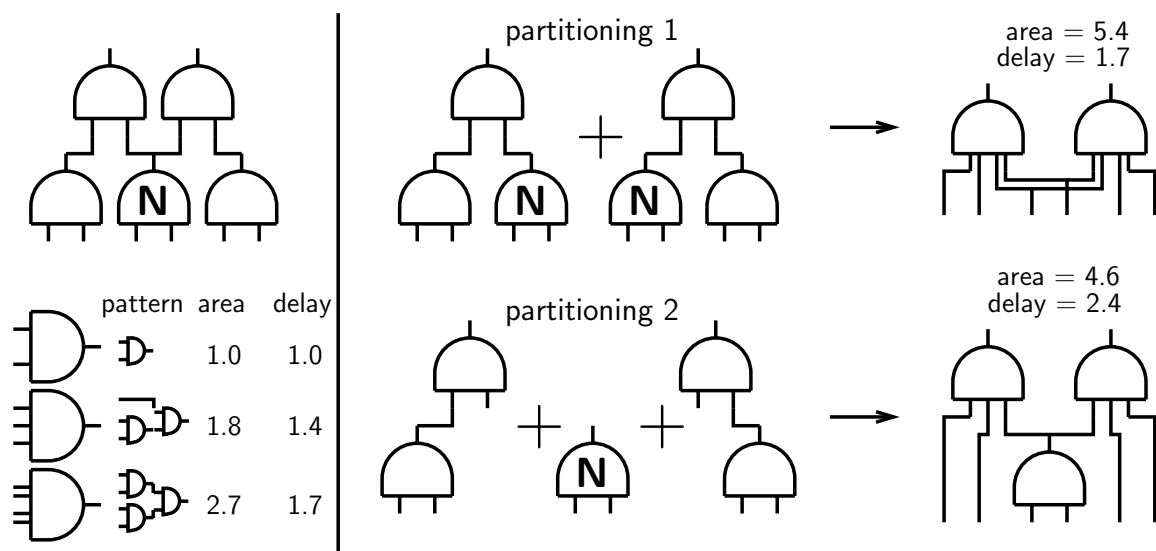 partitioning 1
area = 5.4
delay = 1.7
N
N
N
pattern area delay
1.0 1.0
1.8 1.4
2.7 1.7
partitioning 2
area = 4.6
delay = 2.4
N